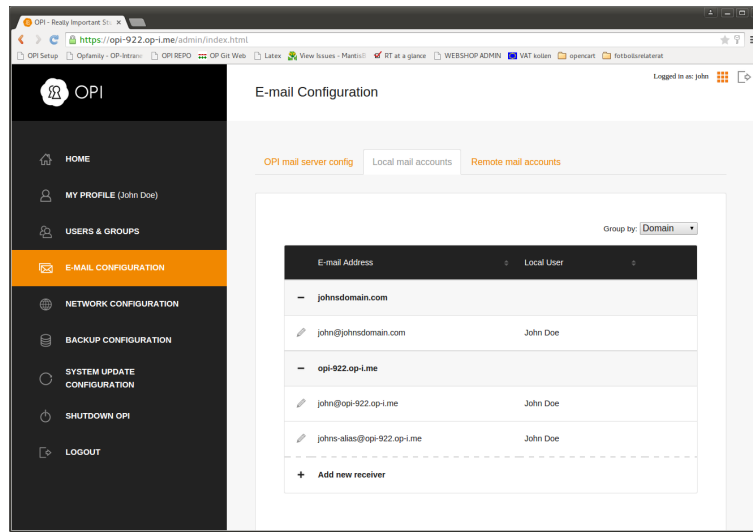 OPI - Really Important Stu
https://opi-922.op-i.me/admin/index.html
OPI Setup Opfamily - OP-Intran OPI REPO OP Git Web Latex View Issues - Mantis RT at a glance WEBSHOP ADMIN VAT kollen opencart fotbollsrelaterat
OPI
E-mail Configuration
Logged in as: john
HOME
MY PROFILE (John Doe)
USERS & GROUPS
E-MAIL CONFIGURATION
NETWORK CONFIGURATION
BACKUP CONFIGURATION
SYSTEM UPDATE
CONFIGURATION
SHUTDOWN OPI
LOGOUT
OPI mail server config Local mail accounts Remote mail accounts
Group by: Domain
E-mail Address Local User
johnsdomain.com
john@johnsdomain.com John Doe
opi-922.op-i.me
john@opi-922.op-i.me John Doe
johns-alias@opi-922.op-i.me John Doe
Add new receiver